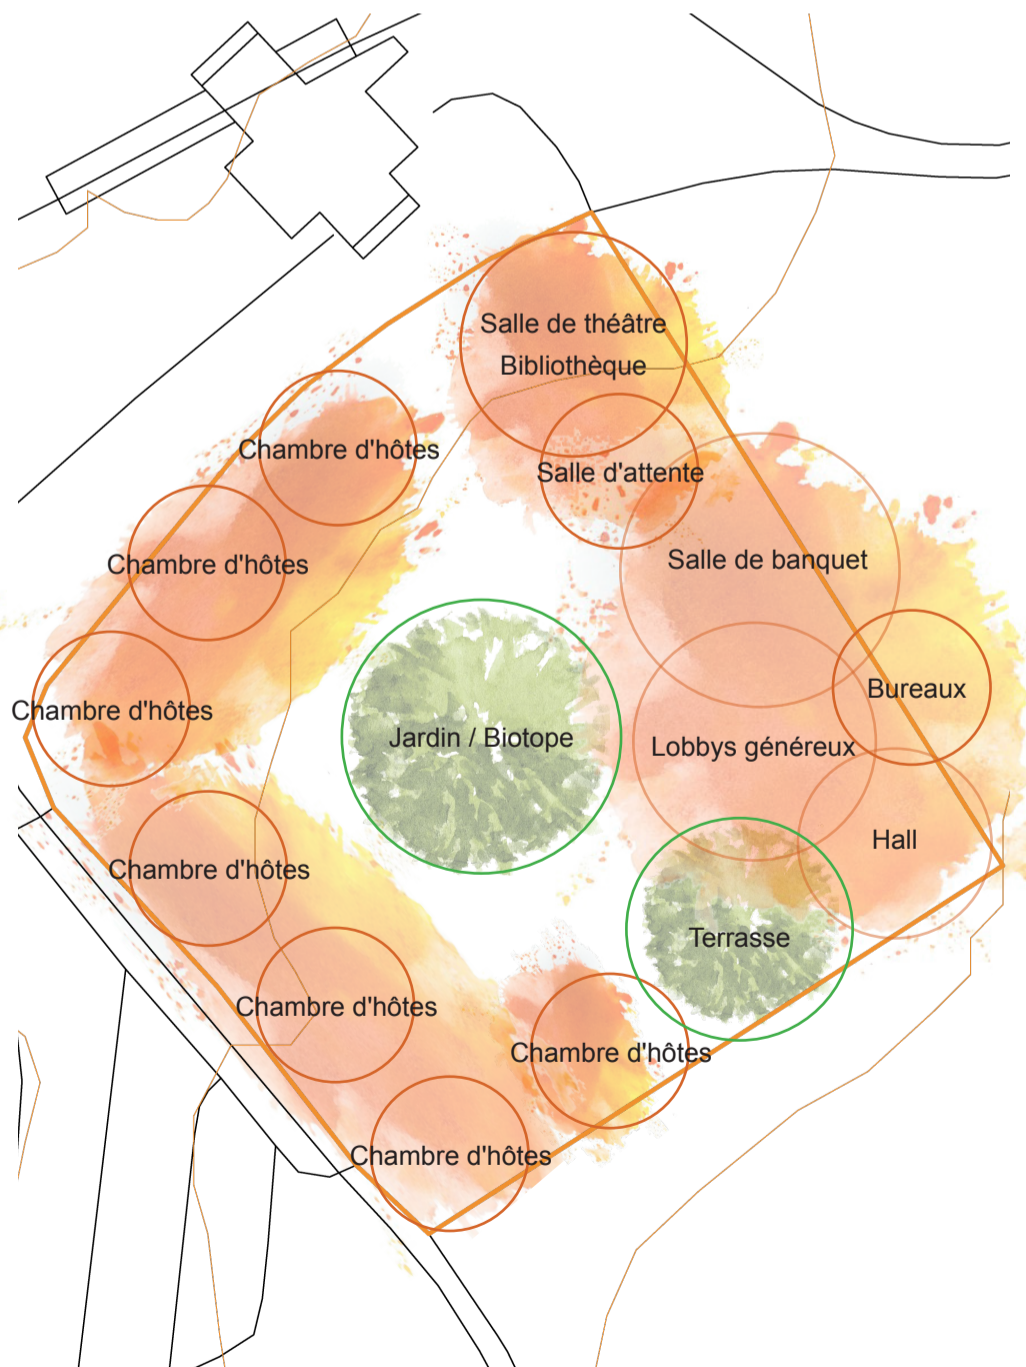 Salle de théâtre
Bibliothèque
Chambre d'hôtes
Salle d'attente
Chambre d'hôtes
Salle de banquet
Bureaux
Chambre d'hôtes
Jardin / Biotope
Lobbys généreux
Hall
Chambre d'hôtes
Terrasse
Chambre d'hôtes
Chambre d'hôtes
Chambre d'hôtes